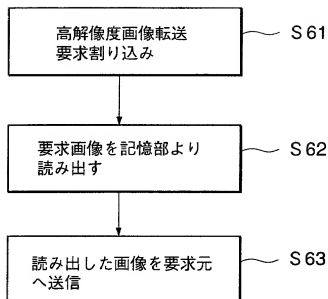 高解像度画像転送
要求割り込み
S61
要求画像を記憶部より
読み出す
S62
読み出した画像を要求元
へ送信
S63